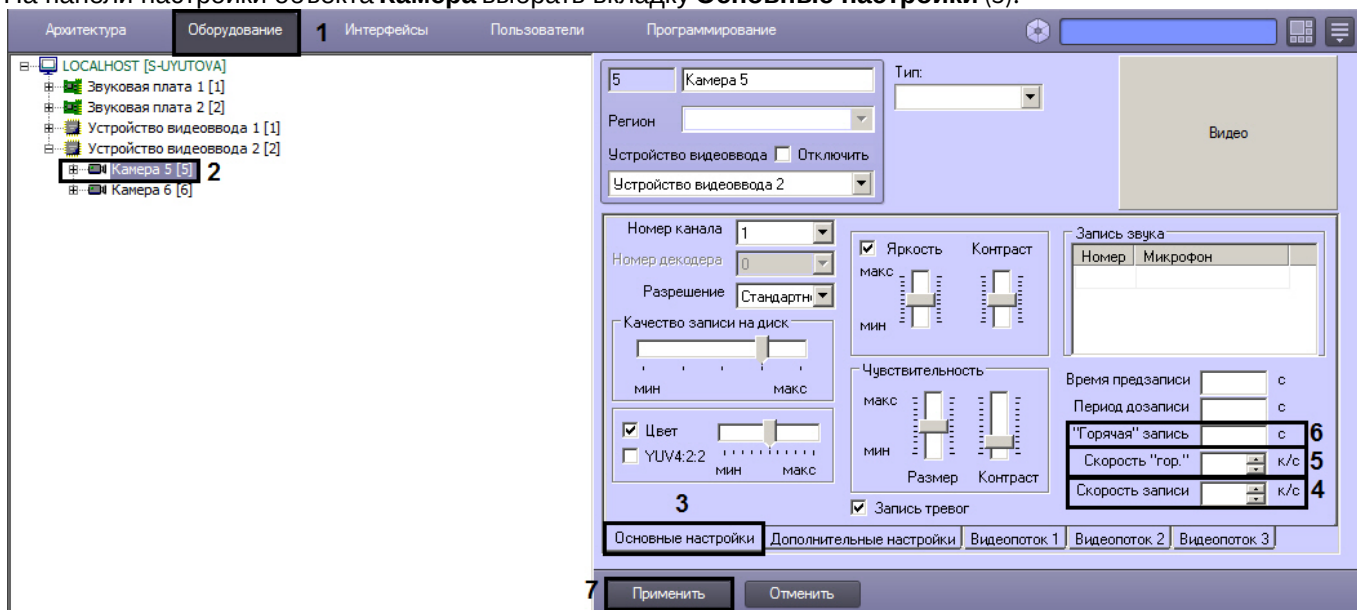 На панели настройки объекта Камера выбрать вкладку Основные настройки (3).
Архитектура Оборудование 1 Интерфейсы Пользователи Программирование
LOCALHOST [S-UYUTOVA]
Звуковая плата 1 [1]
Звуковая плата 2 [2]
Устройство видеоввода 1 [1]
Устройство видеоввода 2 [2]
Камера 5 [5] 2
Камера 6 [6]
5 Камера 5
Тип:
Регион
Устройство видеоввода Отключить
Устройство видеоввода 2
Видео
Номер канала 1
Номер декодера 0
Разрешение Стандартн
Качество записи на диск
мин макс
Цвет
YUV4:2:2
мин макс
3
Яркость Контраст
макс
мин
Чувствительность
макс
мин
Размер Контраст
Запись тревог
Запись звука
Номер Микрофон
Время предзаписи с
Период дозаписи с
"Горячая" запись с 6
Скорость "гор." к/с 5
Скорость записи к/с 4
Основные настройки Дополнительные настройки Видеопоток 1 Видеопоток 2 Видеопоток 3
7 Применить Отменить